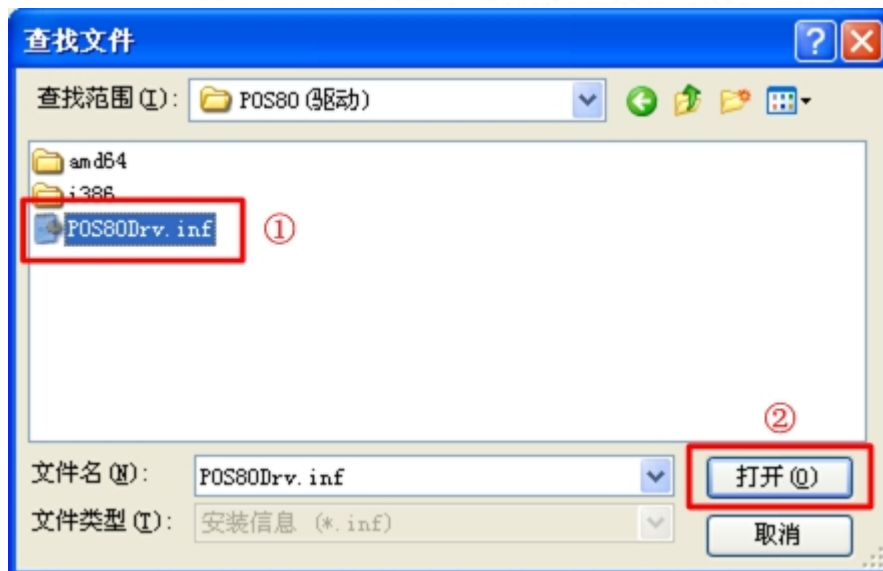 查找文件
查找范围(I):
POS80(驱动)
amd64
i386
POS80Drv.inf
①
②
文件名(N):
POS80Drv.inf
打开(O)
文件类型(T):
安装信息 (*.inf)
取消